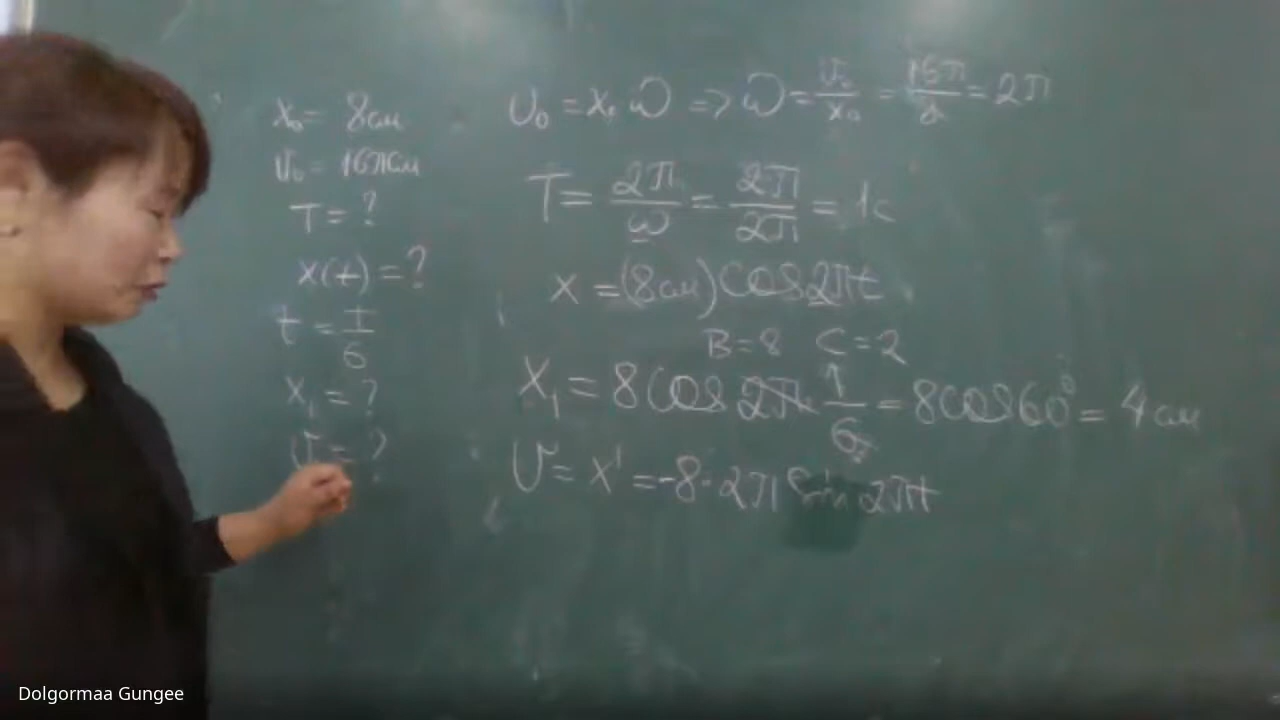 x₀ = 8см
υ₀ = 16πсм
T = ?
x(t) = ?
t = T/6
x₁ = ?
υ = ?
υ₀ = x₀ ω => ω = υ₀/x₀ = 16π/8 = 2π
T = 2π/ω = 2π/2π = 1с
x = (8см) cos 2πt
B = 8 C = 2
x₁ = 8 cos 2π · 1/6 = 8 cos 60° = 4 см
υ = x' = -8 · 2π sin 2πt
Dolgormaa Gungee